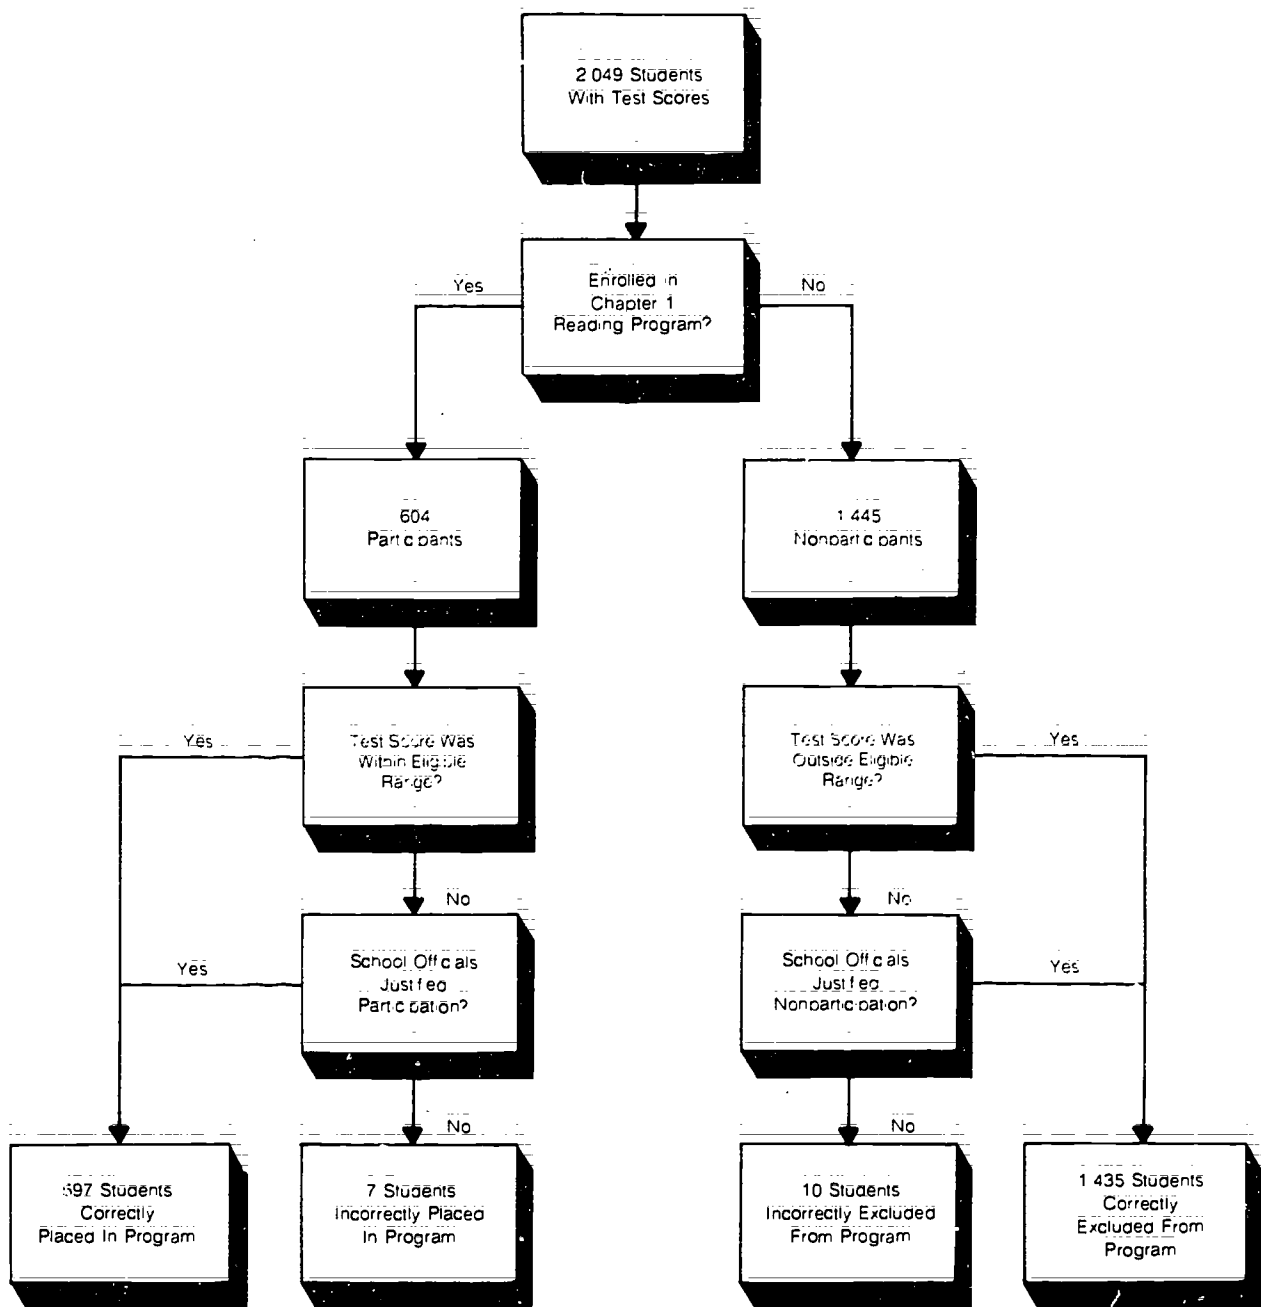 2 049 Students
With Test Scores
Enrolled in
Chapter 1
Reading Program?
Yes
No
604
Participants
1 445
Nonparticipants
Test Score Was
Within Eligible
Range?
Yes
Test Score Was
Outside Eligible
Range?
Yes
No
No
School Officials
Justified
Participation?
Yes
School Officials
Justified
Nonparticipation?
Yes
No
No
597 Students
Correctly
Placed In Program
7 Students
Incorrectly Placed
In Program
10 Students
Incorrectly Excluded
From Program
1 435 Students
Correctly
Excluded From
Program